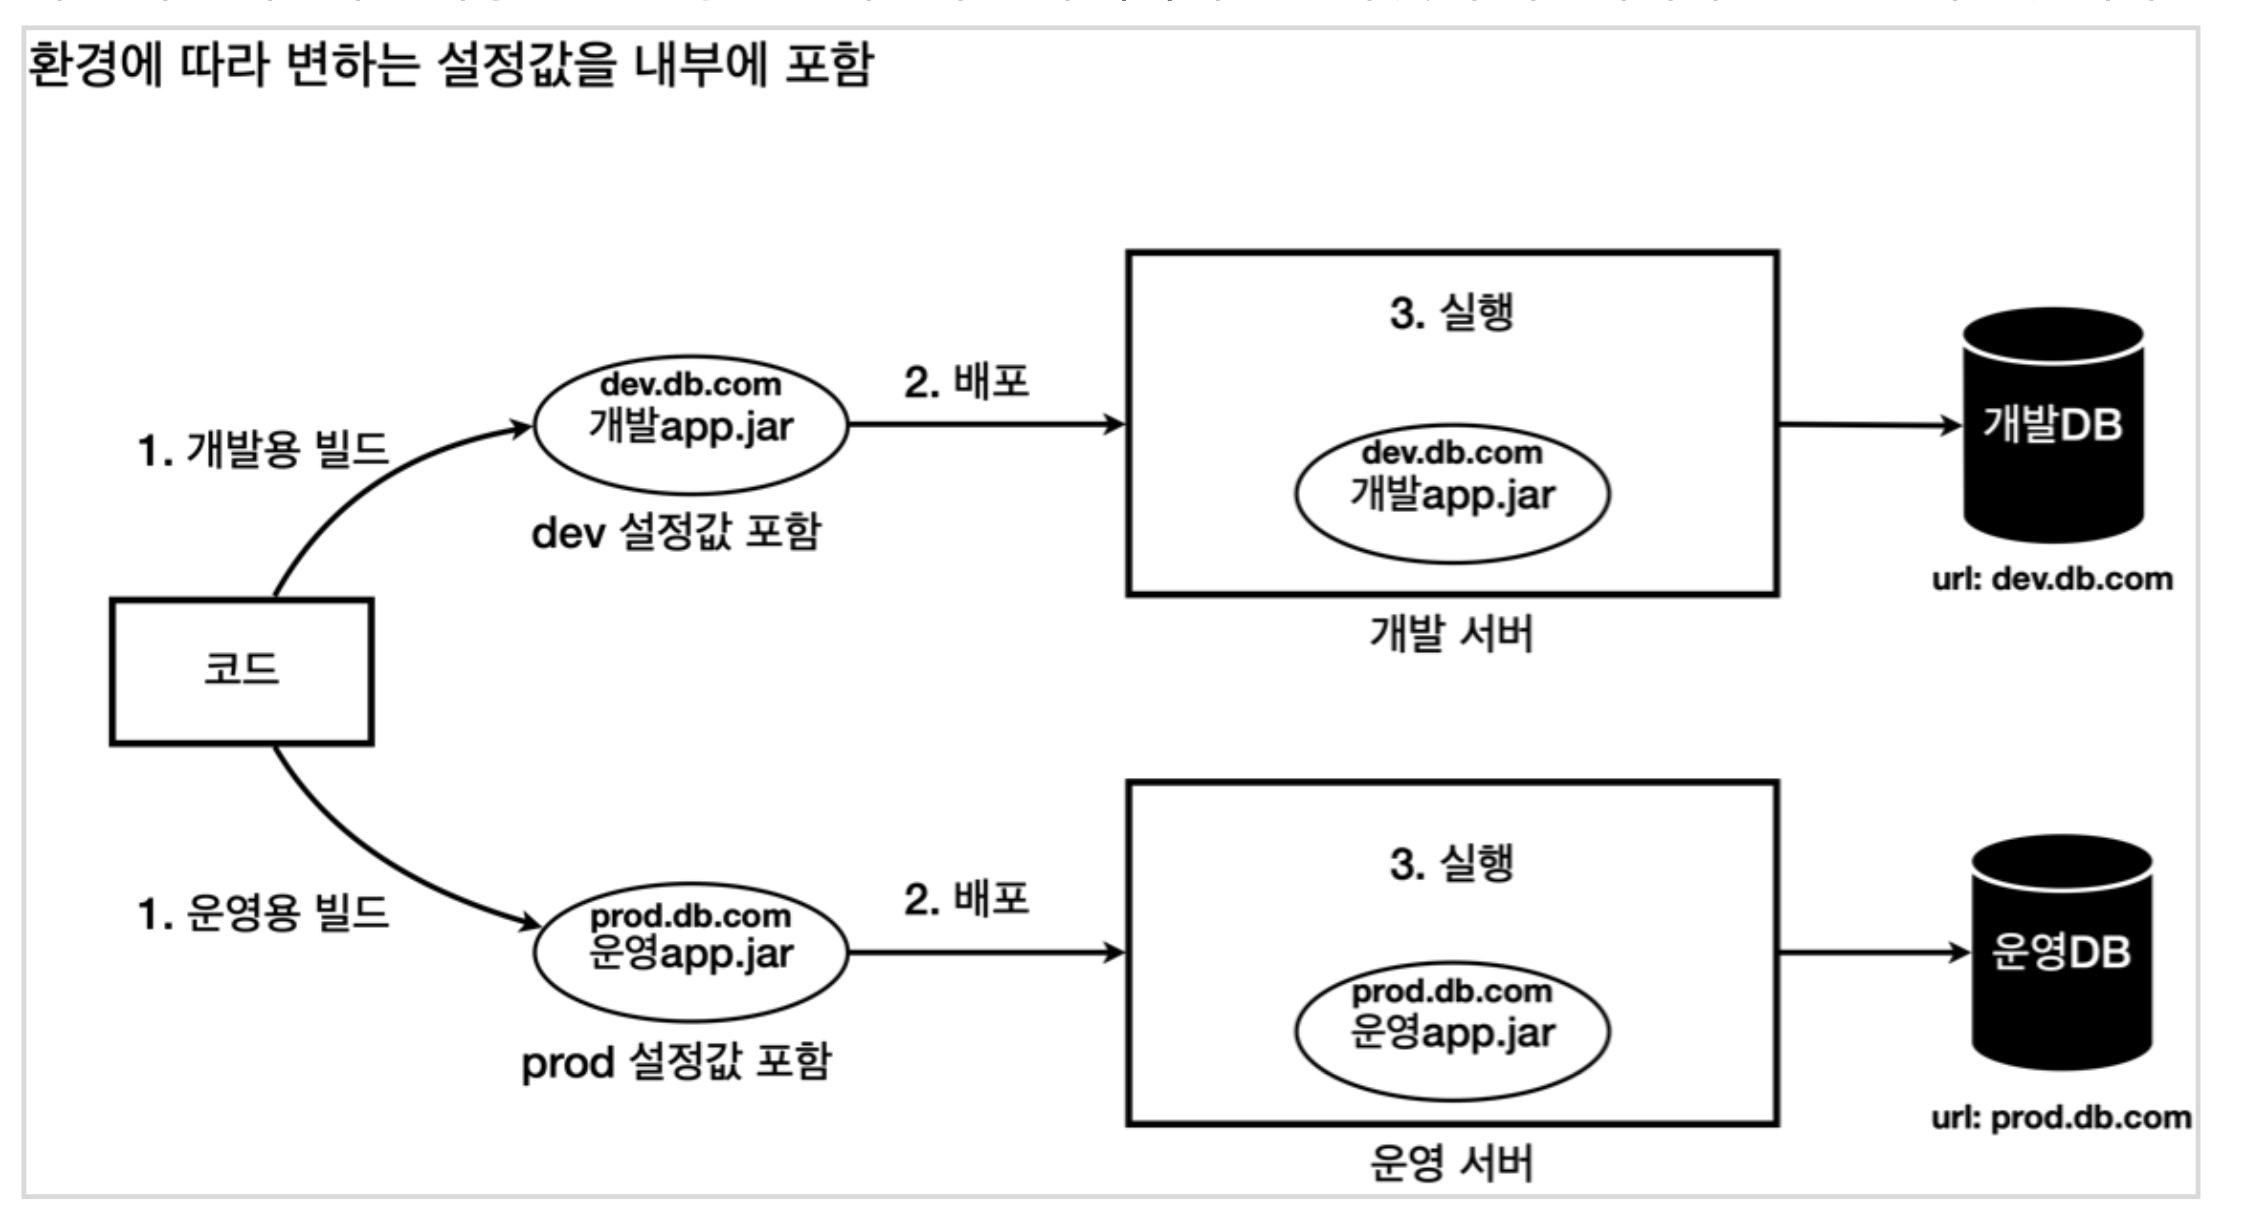 환경에 따라 변하는 설정값을 내부에 포함
1. 개발용 빌드
dev.db.com
개발app.jar
dev 설정값 포함
2. 배포
3. 실행
dev.db.com
개발app.jar
개발 서버
개발DB
url: dev.db.com
코드
1. 운영용 빌드
prod.db.com
운영app.jar
prod 설정값 포함
2. 배포
3. 실행
prod.db.com
운영app.jar
운영 서버
운영DB
url: prod.db.com